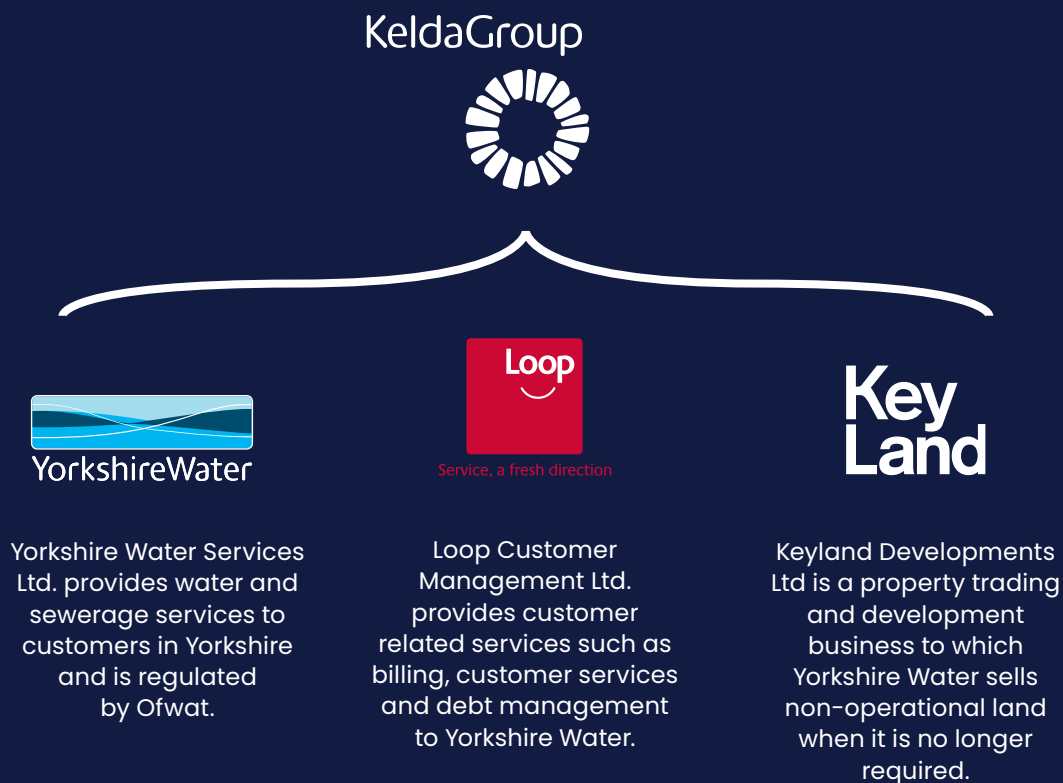 KeldaGroup
YorkshireWater
Yorkshire Water Services
Ltd. provides water and
sewerage services to
customers in Yorkshire
and is regulated
by Ofwat.
Loop
Service, a fresh direction
Loop Customer
Management Ltd.
provides customer
related services such as
billing, customer services
and debt management
to Yorkshire Water.
Key
Land
Keyland Developments
Ltd is a property trading
and development
business to which
Yorkshire Water sells
non-operational land
when it is no longer
required.